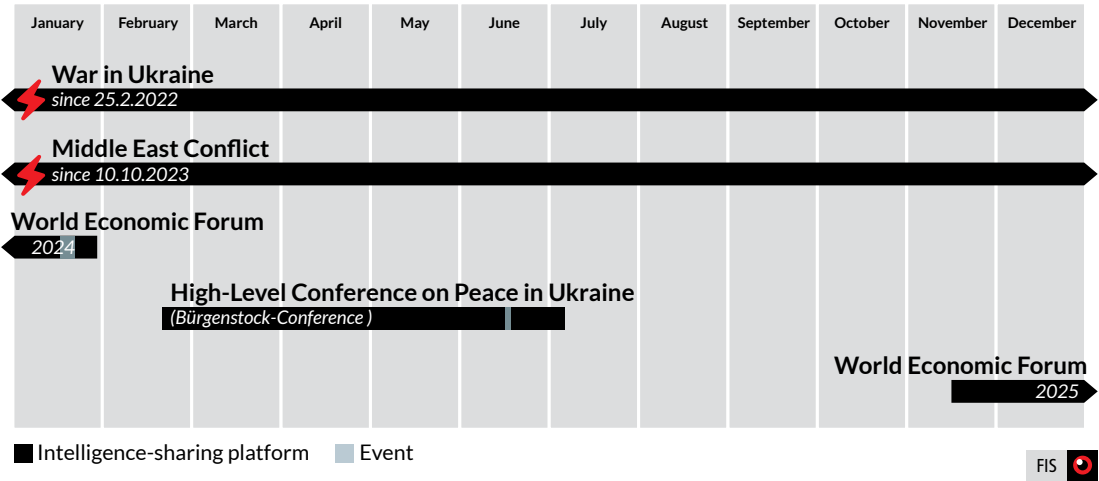 January February March April May June July August September October November December
War in Ukraine
since 25.2.2022
Middle East Conflict
since 10.10.2023
World Economic Forum
2024
High-Level Conference on Peace in Ukraine
(Bürgenstock-Conference )
World Economic Forum
2025
Intelligence-sharing platform Event
FIS